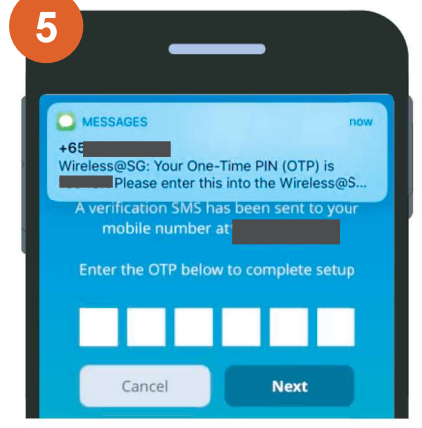 5
MESSAGES now
+65
Wireless@SG: Your One-Time PIN (OTP) is
Please enter this into the Wireless@S...
A verification SMS has been sent to your
mobile number at
Enter the OTP below to complete setup
Cancel Next